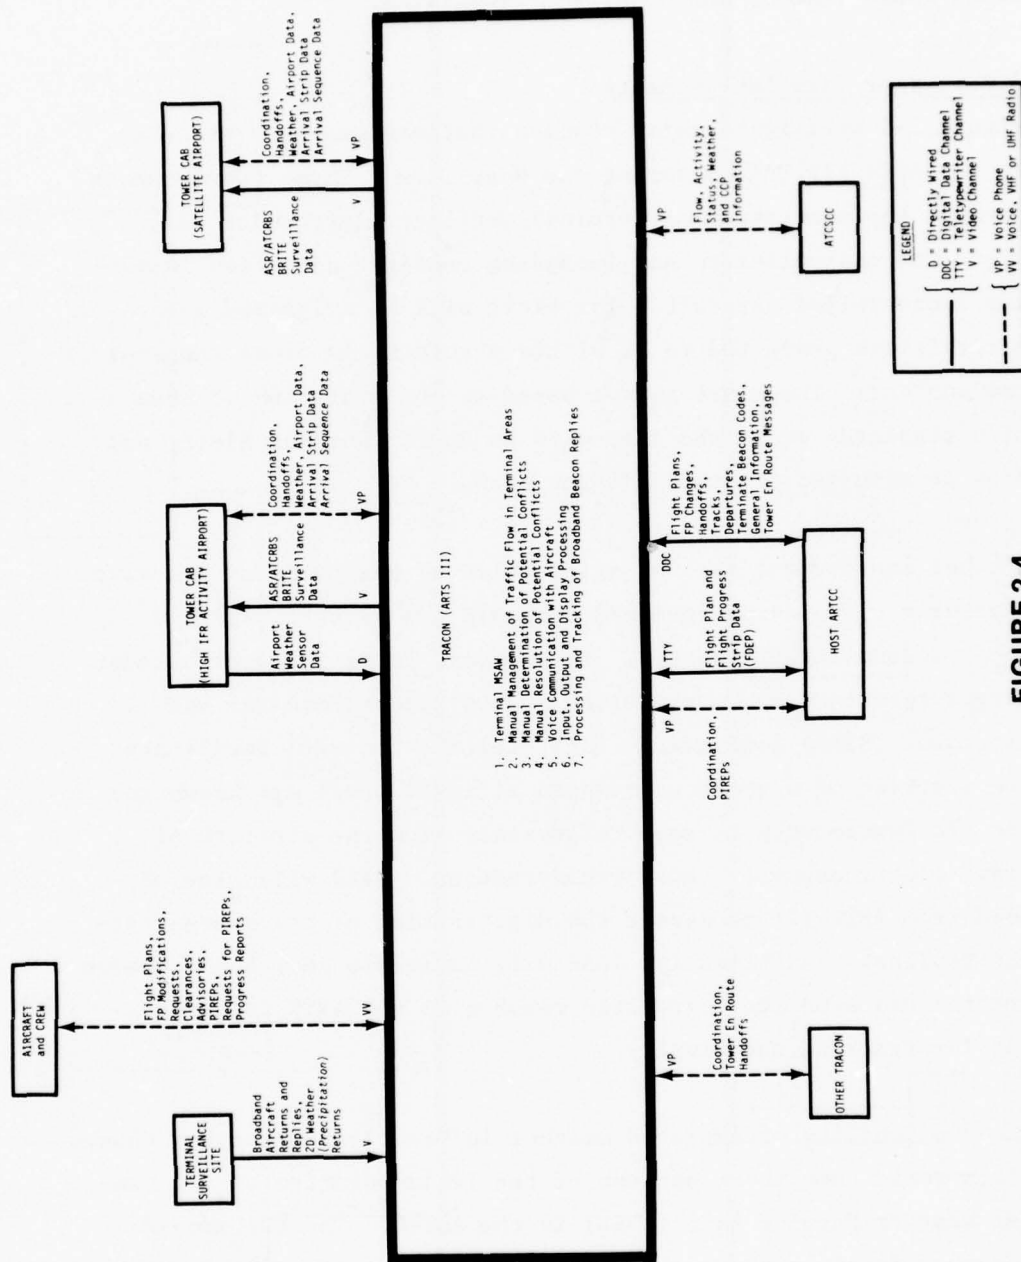 TERMINAL
SURVEILLANCE
SITE
Broadband
Aircraft
Returns and
Replies,
2D Weather
(Precipitation)
Returns
V
AIRCRAFT
and CREW
Flight Plans,
FP Modifications,
Requests,
Clearances,
Advisories,
PIREPs,
Requests for PIREPs,
Progress Reports
VV
TOWER CAB
(HIGH IFR ACTIVITY AIRPORT)
Airport
Weather
Sensor
Data
D
ASR/ATCRBS
BRITE
Surveillance
Data
V
Coordination,
Handoffs,
Weather, Airport Data,
Arrival Strip Data
Arrival Sequence Data
VP
TOWER CAB
(SATELLITE AIRPORT)
ASR/ATCRBS
BRITE
Surveillance
Data
V
Coordination,
Handoffs,
Weather, Airport Data,
Arrival Strip Data
Arrival Sequence Data
VP
TRACON (ARTS III)
1. Terminal MSAW
2. Manual Management of Traffic Flow in Terminal Areas
3. Manual Determination of Potential Conflicts
4. Manual Resolution of Potential Conflicts
5. Voice Communication with Aircraft
6. Input, Output and Display Processing
7. Processing and Tracking of Broadband Beacon Replies
VP
Coordination,
Tower En Route
Handoffs
OTHER TRACON
VP
Coordination,
PIREPs
TTY
Flight Plan and
Flight Progress
Strip Data
(FDEP)
DDC
Flight Plans,
FP Changes,
Handoffs,
Tracks,
Departures,
Terminate Beacon Codes,
General Information,
Tower En Route Messages
HOST ARTCC
VP
Flow, Activity,
Status, Weather,
and CCP
Information
ATCSCC
LEGEND
D = Directly Wired
DDC = Digital Data Channel
TTY = Teletypewriter Channel
V = Video Channel
VP = Voice Phone
VV = Voice, VHF or UHF Radio
FIGURE 2-4